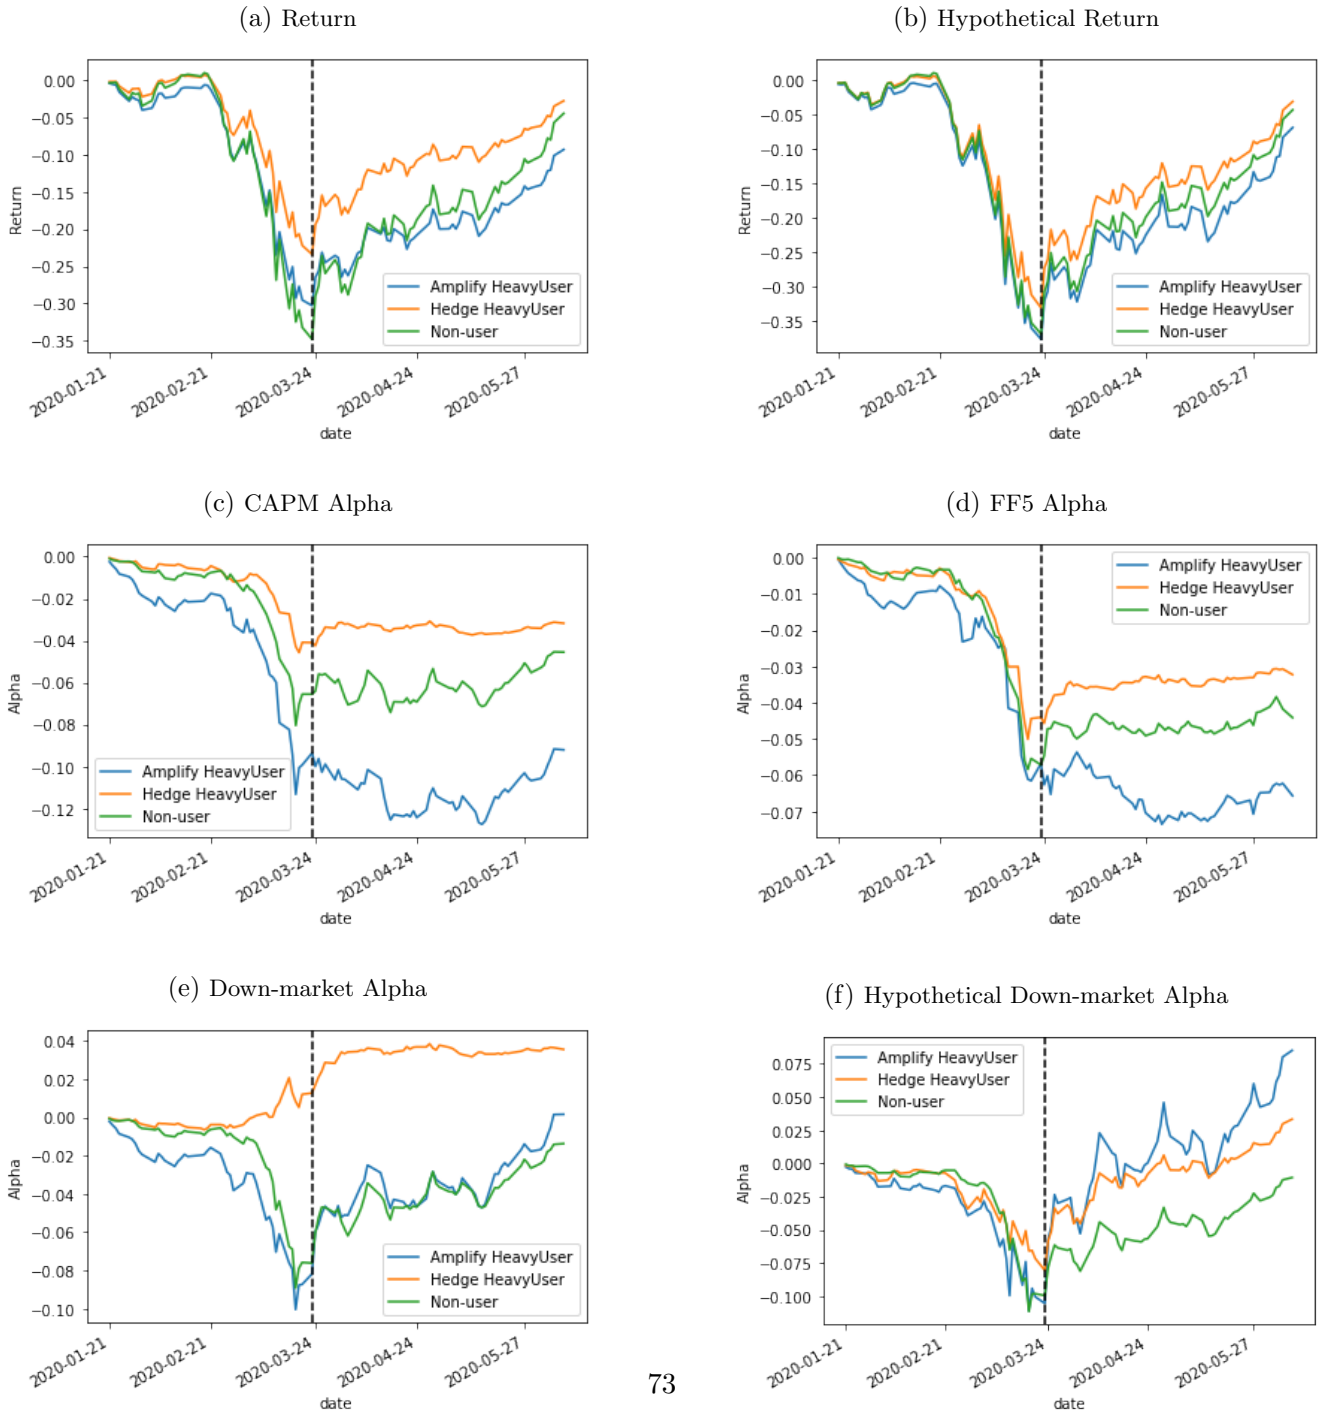 (a) Return
0.00
−0.05
−0.10
−0.15
−0.20
−0.25
−0.30
−0.35
Return
Amplify HeavyUser
Hedge HeavyUser
Non-user
2020-01-21
2020-02-21
2020-03-24
2020-04-24
2020-05-27
date
(b) Hypothetical Return
0.00
−0.05
−0.10
−0.15
−0.20
−0.25
−0.30
−0.35
Return
Amplify HeavyUser
Hedge HeavyUser
Non-user
2020-01-21
2020-02-21
2020-03-24
2020-04-24
2020-05-27
date
(c) CAPM Alpha
0.00
−0.02
−0.04
−0.06
−0.08
−0.10
−0.12
Alpha
Amplify HeavyUser
Hedge HeavyUser
Non-user
2020-01-21
2020-02-21
2020-03-24
2020-04-24
2020-05-27
date
(d) FF5 Alpha
0.00
−0.01
−0.02
−0.03
−0.04
−0.05
−0.06
−0.07
Alpha
Amplify HeavyUser
Hedge HeavyUser
Non-user
2020-01-21
2020-02-21
2020-03-24
2020-04-24
2020-05-27
date
(e) Down-market Alpha
0.04
0.02
0.00
−0.02
−0.04
−0.06
−0.08
−0.10
Alpha
Amplify HeavyUser
Hedge HeavyUser
Non-user
2020-01-21
2020-02-21
2020-03-24
2020-04-24
2020-05-27
date
(f) Hypothetical Down-market Alpha
0.075
0.050
0.025
0.000
−0.025
−0.050
−0.075
−0.100
Alpha
Amplify HeavyUser
Hedge HeavyUser
Non-user
2020-01-21
2020-02-21
2020-03-24
2020-04-24
2020-05-27
date
73